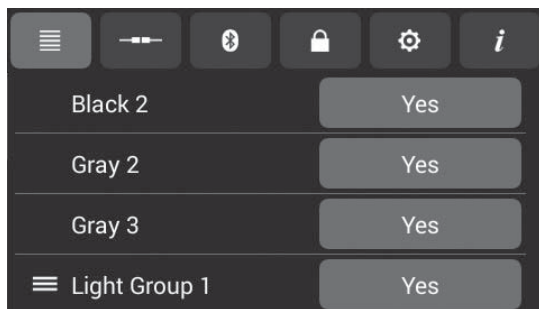 Black 2 Yes
Gray 2 Yes
Gray 3 Yes
Light Group 1 Yes